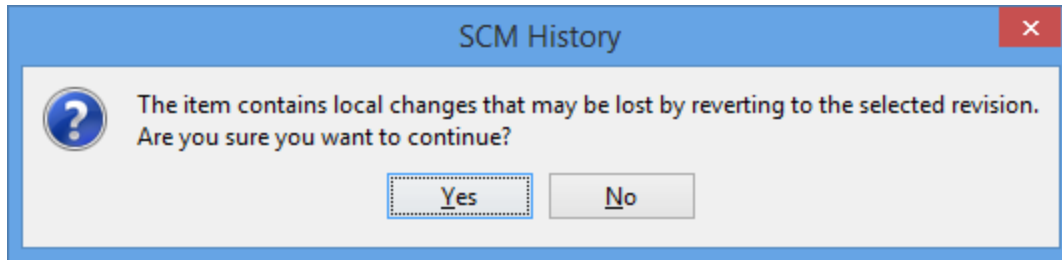 SCM History
The item contains local changes that may be lost by reverting to the selected revision.
Are you sure you want to continue?
Yes
No